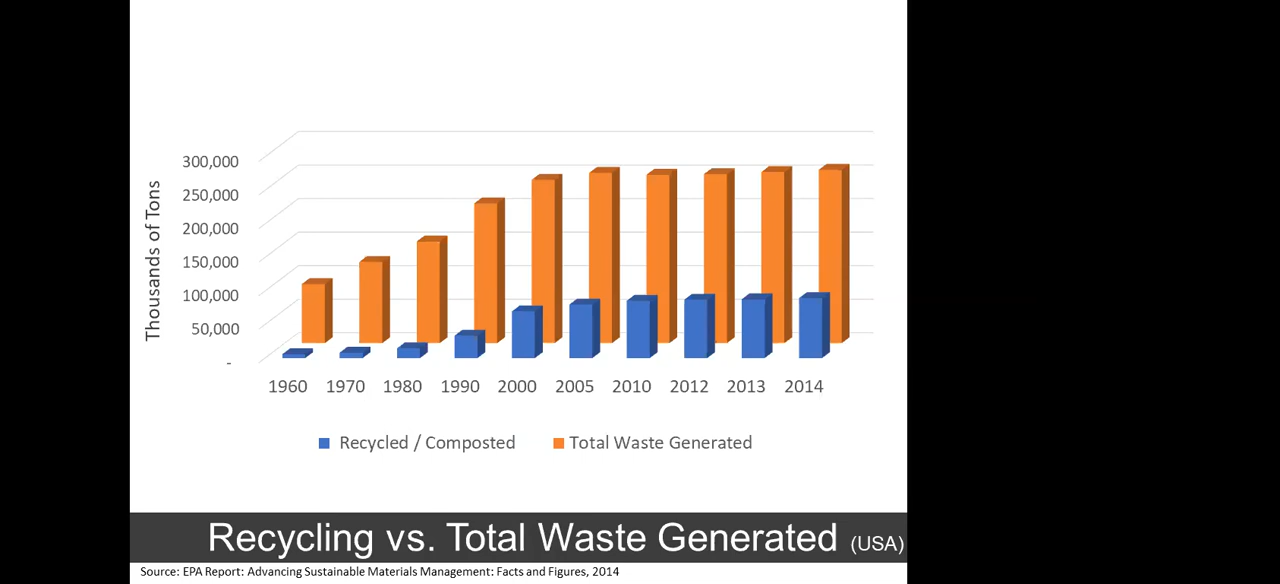 Thousands of Tons
300,000
250,000
200,000
150,000
100,000
50,000
-
1960 1970 1980 1990 2000 2005 2010 2012 2013 2014
Recycled / Composted Total Waste Generated
Recycling vs. Total Waste Generated (USA)
Source: EPA Report: Advancing Sustainable Materials Management: Facts and Figures, 2014